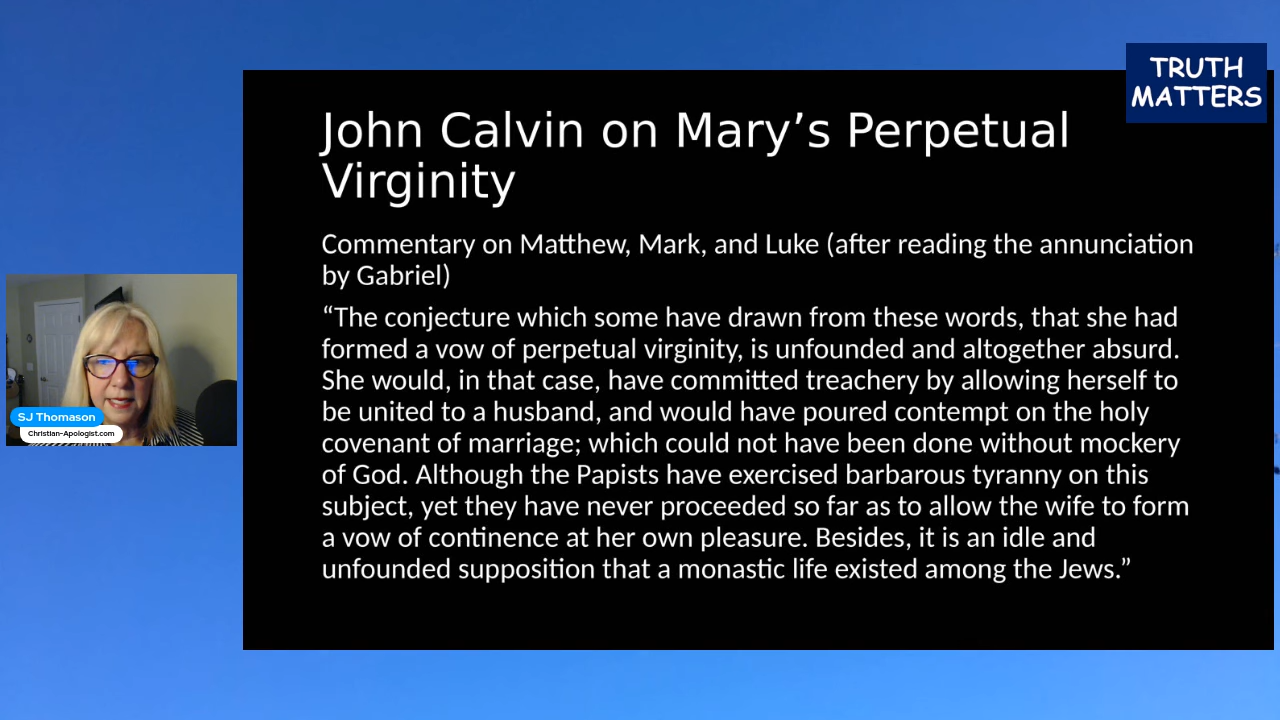 TRUTH
MATTERS
John Calvin on Mary’s Perpetual
Virginity
Commentary on Matthew, Mark, and Luke (after reading the annunciation
by Gabriel)
“The conjecture which some have drawn from these words, that she had
formed a vow of perpetual virginity, is unfounded and altogether absurd.
She would, in that case, have committed treachery by allowing herself to
be united to a husband, and would have poured contempt on the holy
covenant of marriage; which could not have been done without mockery
of God. Although the Papists have exercised barbarous tyranny on this
subject, yet they have never proceeded so far as to allow the wife to form
a vow of continence at her own pleasure. Besides, it is an idle and
unfounded supposition that a monastic life existed among the Jews.”
SJ Thomason
Christian-Apologist.com